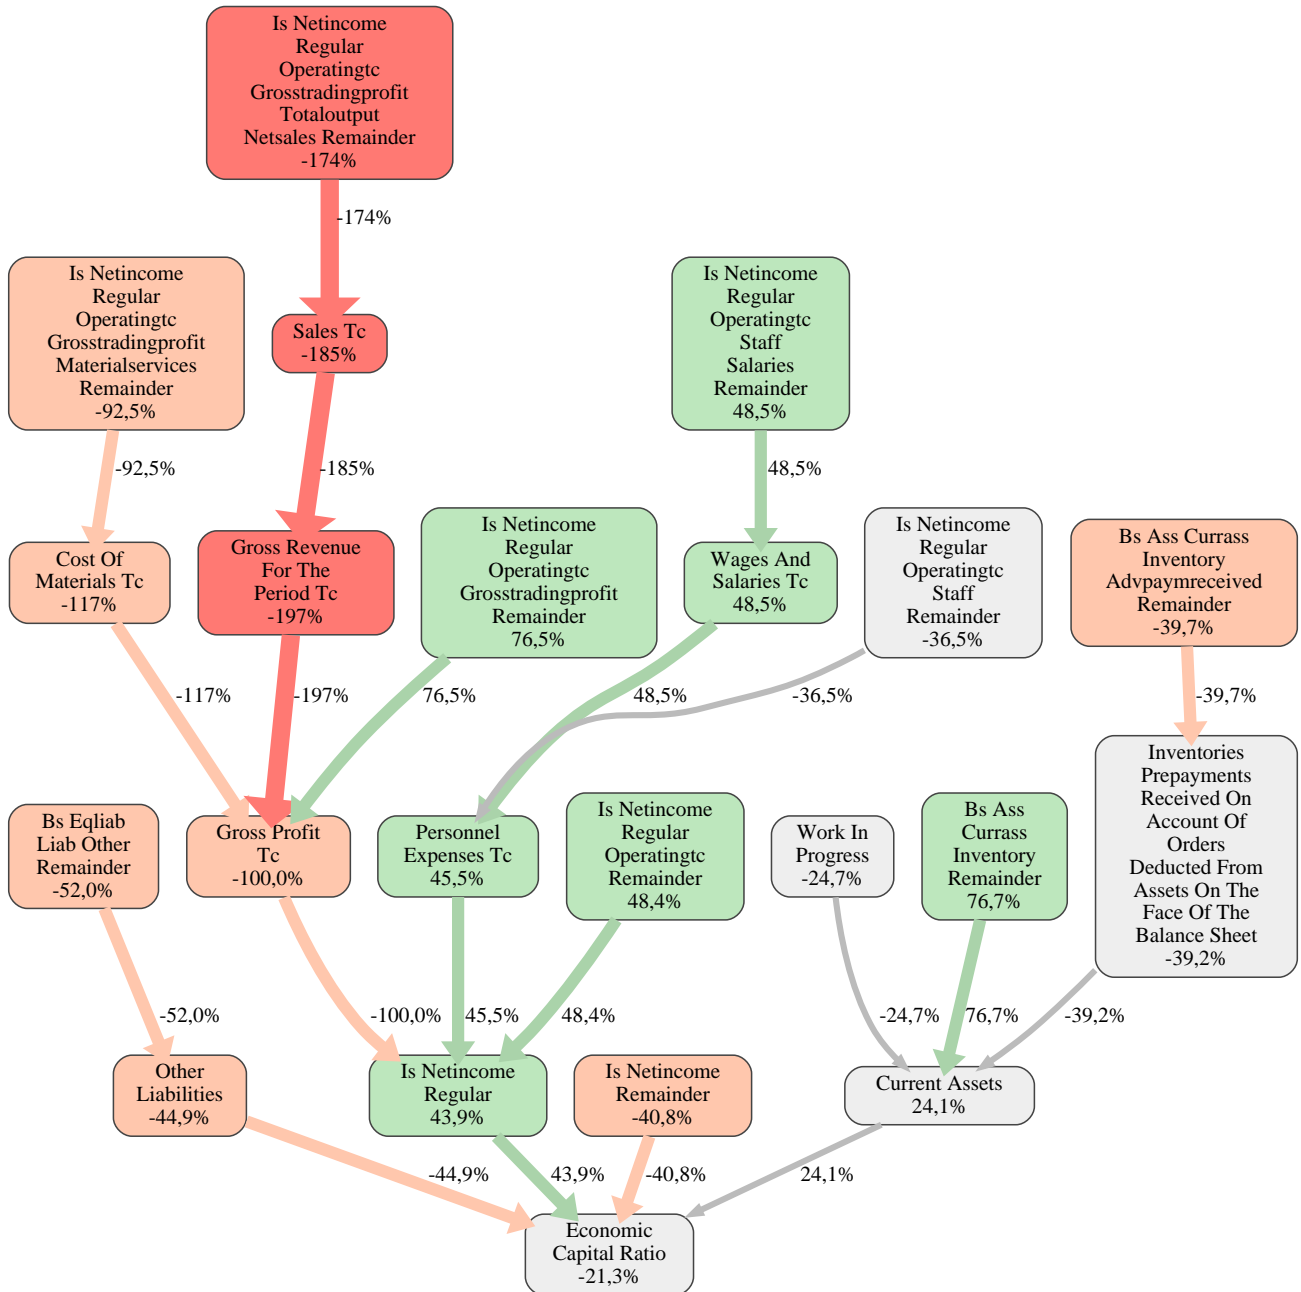 Is Netincome
Regular
Operatingtc
Grosstradingprofit
Totaloutput
Netsales Remainder
-174%
-174%
Is Netincome
Regular
Operatingtc
Grosstradingprofit
Materialservices
Remainder
-92,5%
Sales Tc
-185%
Is Netincome
Regular
Operatingtc
Staff
Salaries
Remainder
48,5%
-92,5%
-185%
48,5%
Cost Of
Materials Tc
-117%
Gross Revenue
For The
Period Tc
-197%
Is Netincome
Regular
Operatingtc
Grosstradingprofit
Remainder
76,5%
Wages And
Salaries Tc
48,5%
Is Netincome
Regular
Operatingtc
Staff
Remainder
-36,5%
Bs Ass Currass
Inventory
Advpaymreceived
Remainder
-39,7%
-117%
-197%
76,5%
48,5%
-36,5%
-39,7%
Bs Eqliab
Liab Other
Remainder
-52,0%
Gross Profit
Tc
-100,0%
Personnel
Expenses Tc
45,5%
Is Netincome
Regular
Operatingtc
Remainder
48,4%
Work In
Progress
-24,7%
Bs Ass
Currass
Inventory
Remainder
76,7%
Inventories
Prepayments
Received On
Account Of
Orders
Deducted From
Assets On The
Face Of The
Balance Sheet
-39,2%
-52,0%
-100,0%
45,5%
48,4%
-24,7%
76,7%
-39,2%
Other
Liabilities
-44,9%
Is Netincome
Regular
43,9%
Is Netincome
Remainder
-40,8%
Current Assets
24,1%
-44,9%
43,9%
-40,8%
24,1%
Economic
Capital Ratio
-21,3%